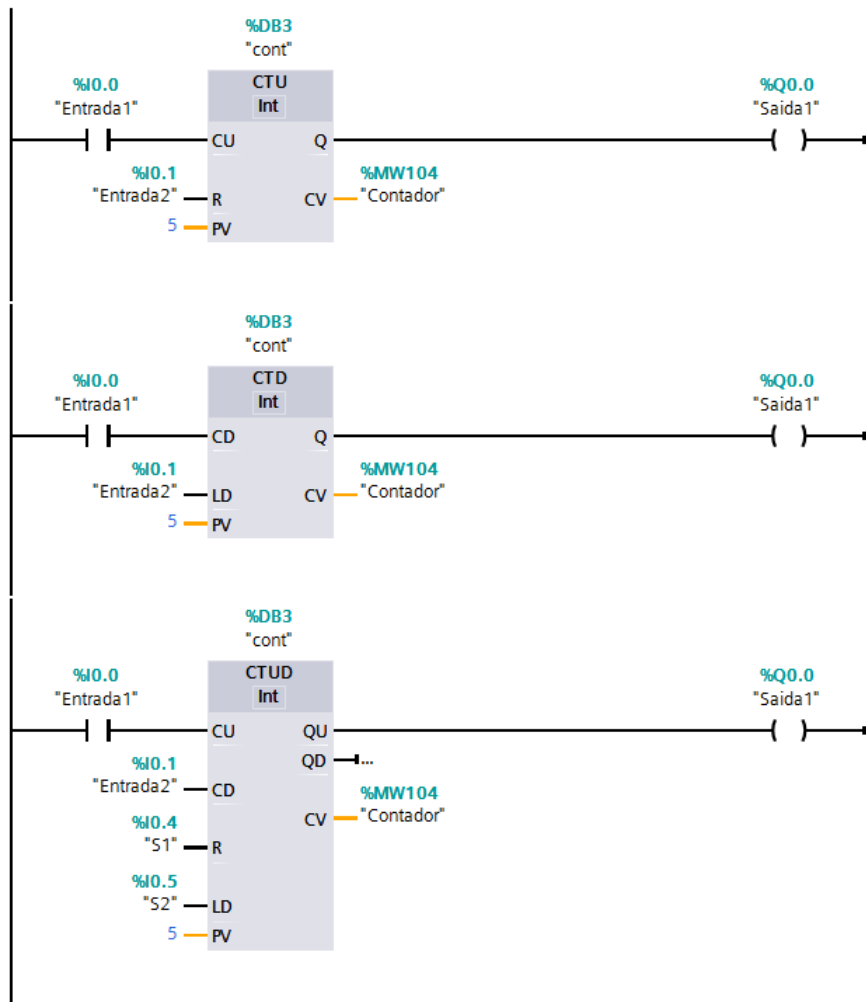 %DB3
"cont"
CTU
Int
%I0.0
"Entrada1"
%Q0.0
"Saida1"
CU Q
%I0.1
"Entrada2"
R
%MW104
CV "Contador"
5 PV
%DB3
"cont"
CTD
Int
%I0.0
"Entrada1"
%Q0.0
"Saida1"
CD Q
%I0.1
"Entrada2"
LD
%MW104
CV "Contador"
5 PV
%DB3
"cont"
CTUD
Int
%I0.0
"Entrada1"
%Q0.0
"Saida1"
CU QU
QD ...
%I0.1
"Entrada2" CD
%MW104
CV "Contador"
%I0.4
"S1" R
%I0.5
"S2" LD
5 PV